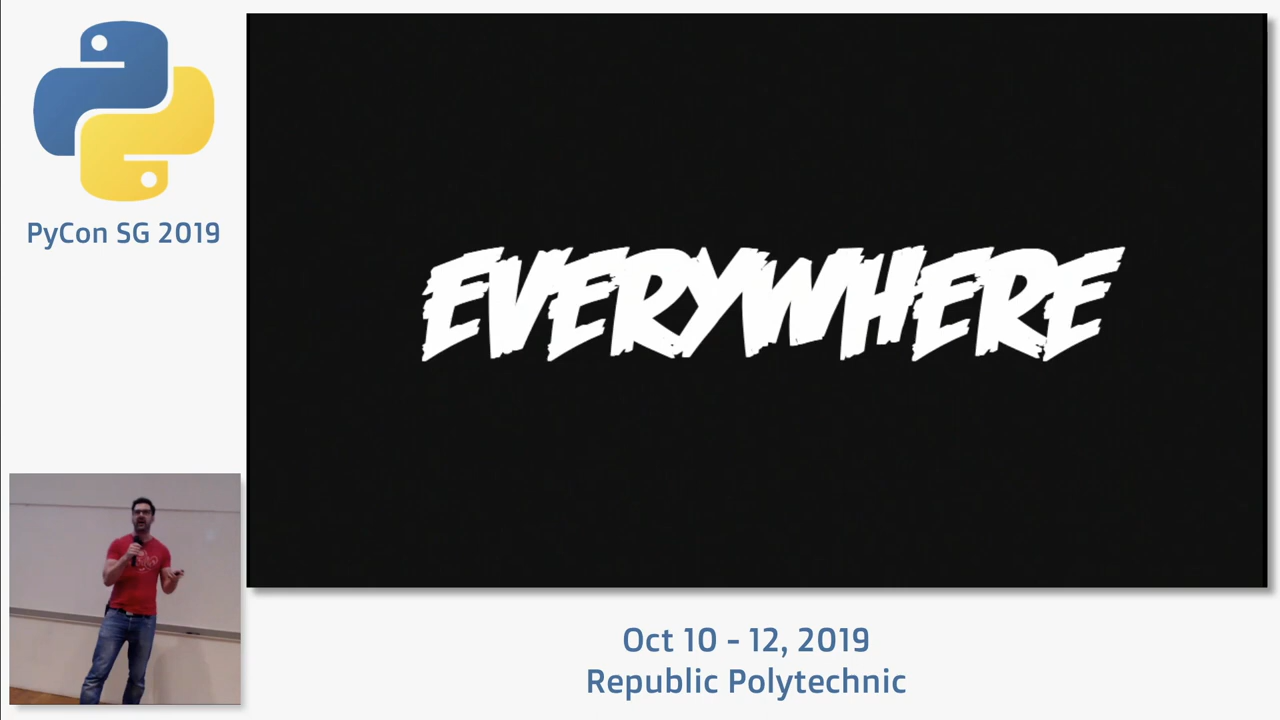 PyCon SG 2019
EVERYWHERE
Oct 10 - 12, 2019
Republic Polytechnic